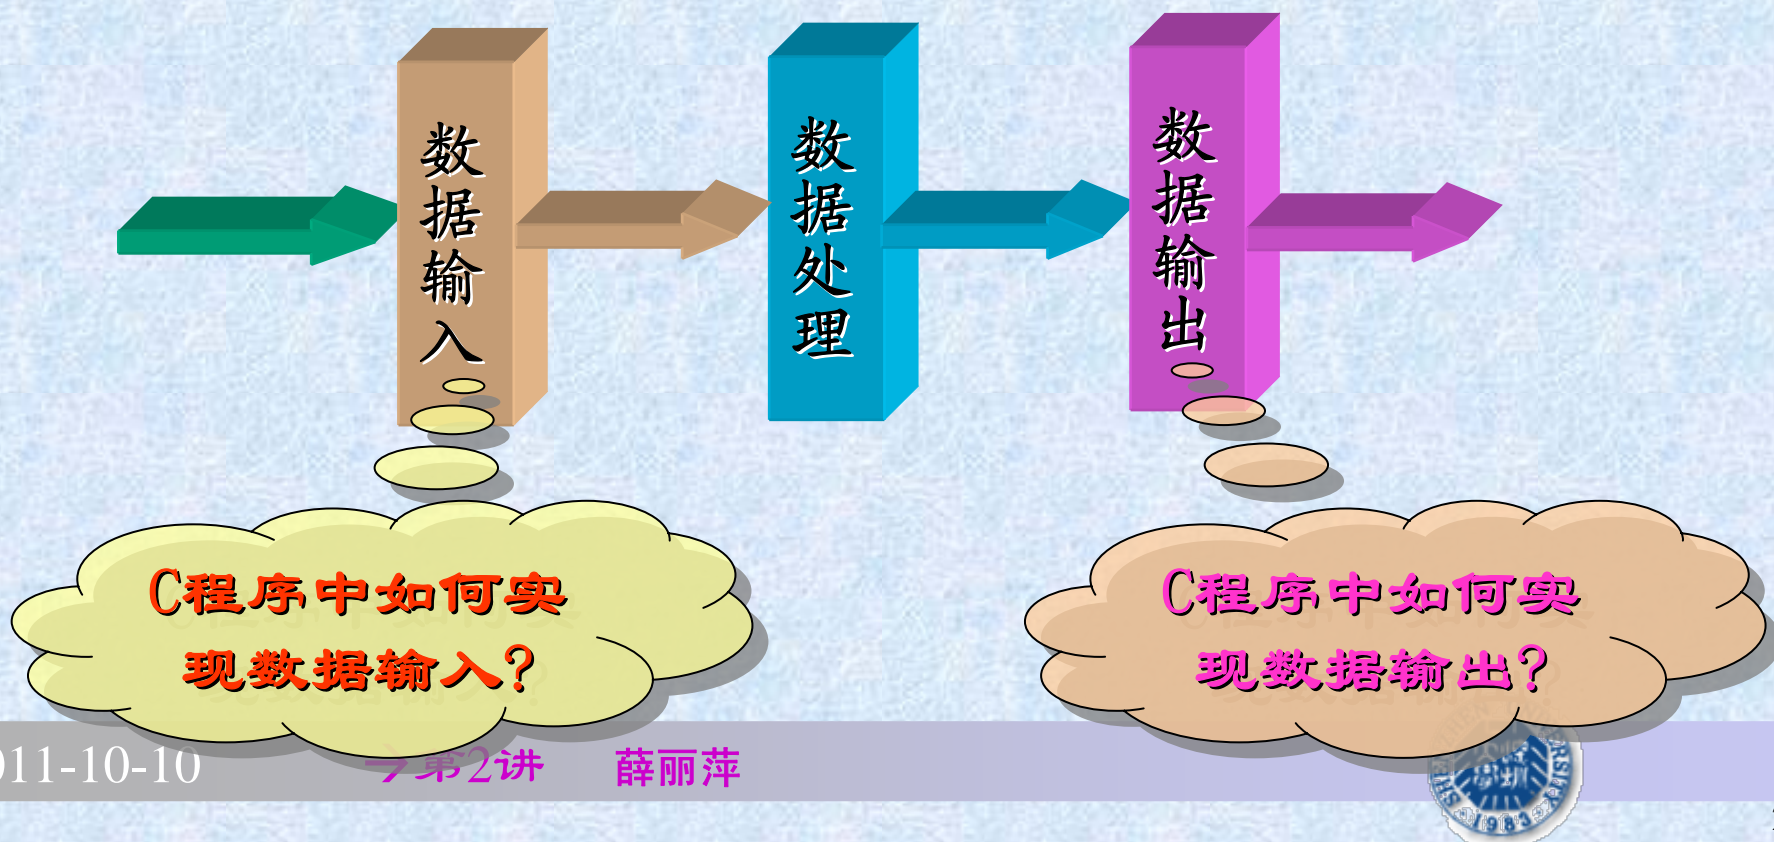 数据输入
数据处理
数据输出
C程序中如何实
现数据输入?
C程序中如何实
现数据输出?
011-10-10
→第2讲 薛丽萍
1983